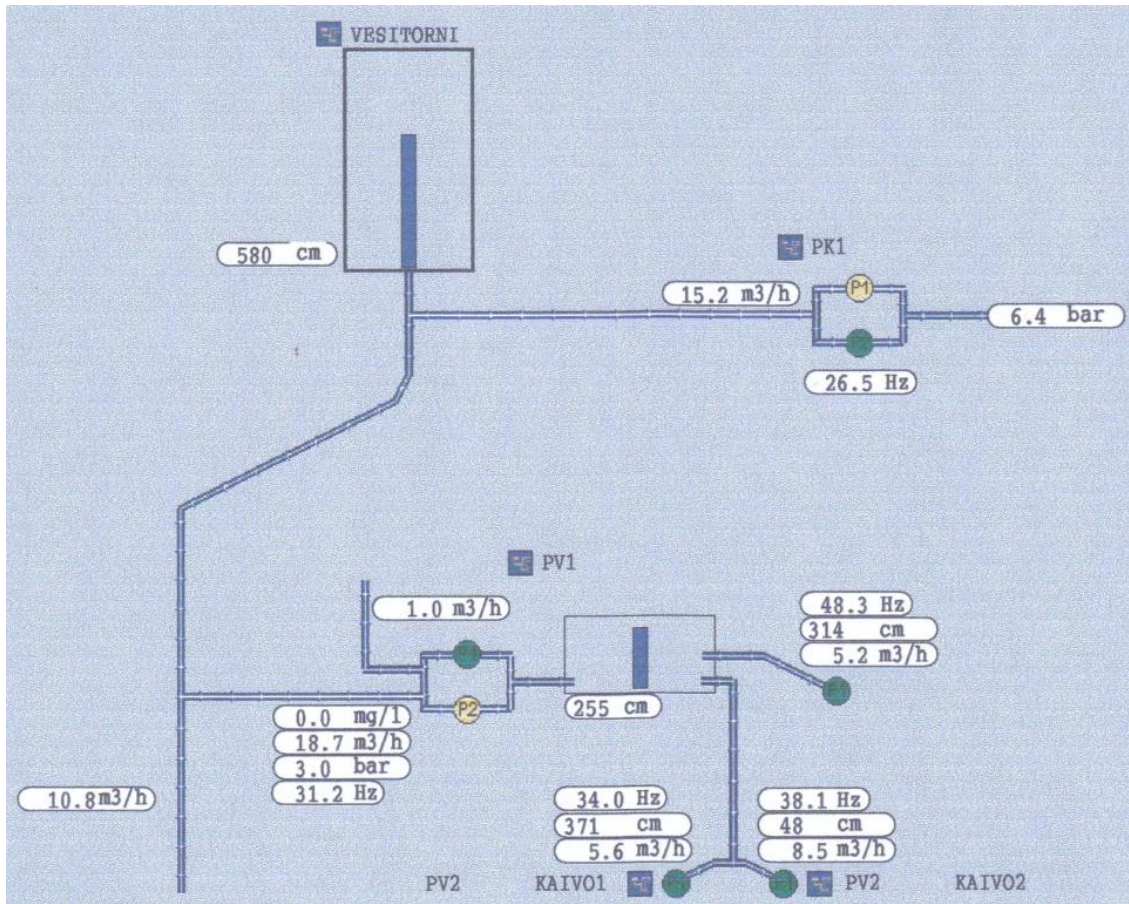 VESITORNI
580 cm
PK1
15.2 m3/h
P1
6.4 bar
26.5 Hz
PV1
1.0 m3/h
48.3 Hz
314 cm
5.2 m3/h
P2
255 cm
0.0 mg/l
18.7 m3/h
3.0 bar
31.2 Hz
10.8m3/h
34.0 Hz
371 cm
5.6 m3/h
38.1 Hz
48 cm
8.5 m3/h
PV2 KAIVO1
PV2 KAIVO2